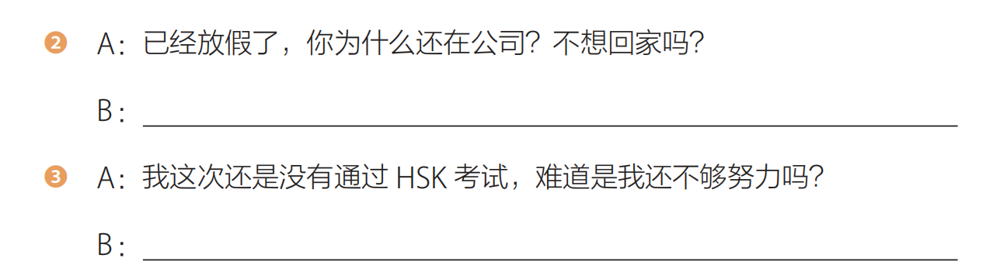 2 A：已经放假了，你为什么还在公司？不想回家吗？
B：
3 A：我这次还是没有通过 HSK 考试，难道是我还不够努力吗？
B：